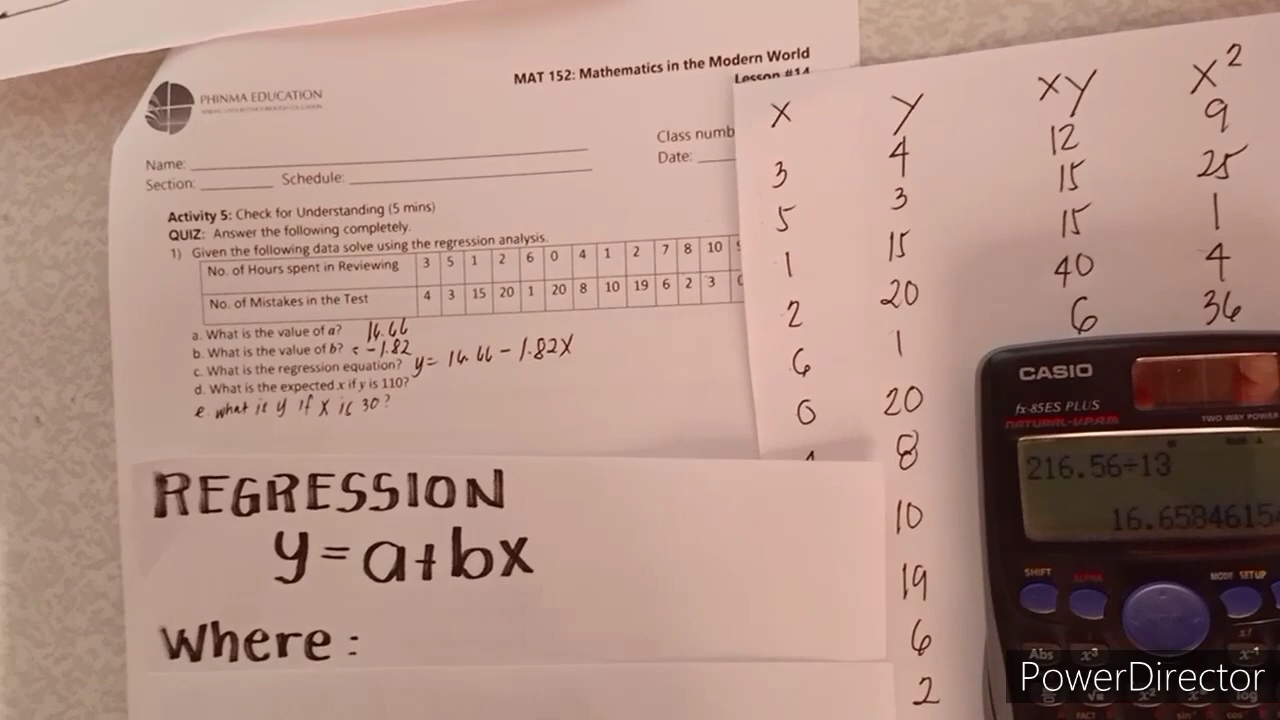 MAT 152: Mathematics in the Modern World
Lesson #14
PHINMA EDUCATION
Class numb
Name:
Date:
Section: Schedule:
Activity 5: Check for Understanding (5 mins)
QUIZ: Answer the following completely.
1) Given the following data solve using the regression analysis.
No. of Hours spent in Reviewing 3 5 1 2 6 0 4 1 2 7 8 10
No. of Mistakes in the Test 4 3 15 20 1 20 8 10 19 6 2 3
a. What is the value of a? 16.66
b. What is the value of b? = -1.82
c. What is the regression equation? y = 16.66 - 1.82x
d. What is the expected x if y is 110?
e. what is y if x is 30?
REGRESSION
y = a + bx
Where :
x y xy x²
3 4 12 9
5 3 15 25
1 15 15 1
2 20 40 4
6 1 6 36
0 20
8
10
19
6
2
CASIO
fx-85ES PLUS
NATURAL-V.P.A.M.
TWO WAY POWER
216.56÷13
16.6584615
SHIFT ALPHA MODE SETUP
Abs x³ x! x⁻¹
log
PowerDirector